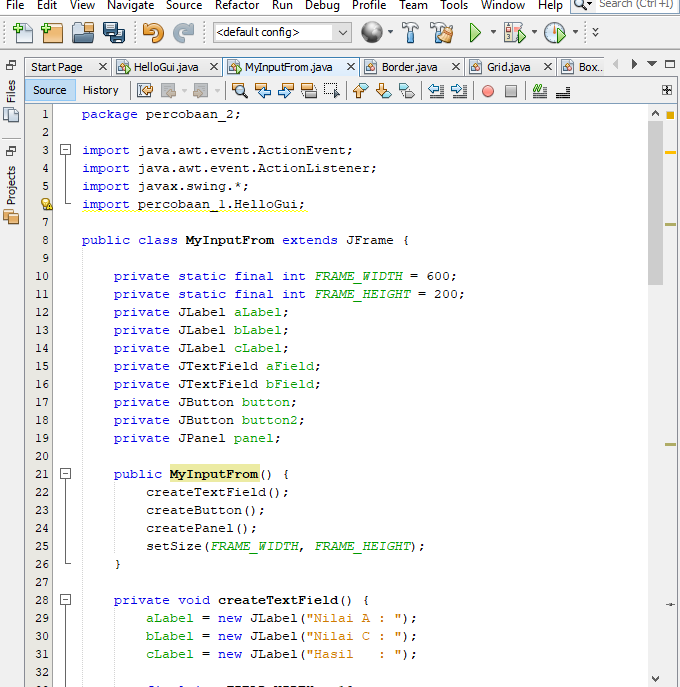 File Edit View Navigate Source Refactor Run Debug Profile Team Tools Window Help Search (Ctrl+I)
<default config>
Start Page HelloGui.java MyInputFrom.java Border.java Grid.java Box..
Source History
Files
Projects
1 package percobaan_2;
2
3 import java.awt.event.ActionEvent;
4 import java.awt.event.ActionListener;
5 import javax.swing.*;
import percobaan_1.HelloGui;
7
8 public class MyInputFrom extends JFrame {
9
10 private static final int FRAME_WIDTH = 600;
11 private static final int FRAME_HEIGHT = 200;
12 private JLabel aLabel;
13 private JLabel bLabel;
14 private JLabel cLabel;
15 private JTextField aField;
16 private JTextField bField;
17 private JButton button;
18 private JButton button2;
19 private JPanel panel;
20
21 public MyInputFrom() {
22 createTextField();
23 createButton();
24 createPanel();
25 setSize(FRAME_WIDTH, FRAME_HEIGHT);
26 }
27
28 private void createTextField() {
29 aLabel = new JLabel("Nilai A : ");
30 bLabel = new JLabel("Nilai C : ");
31 cLabel = new JLabel("Hasil   : ");
32